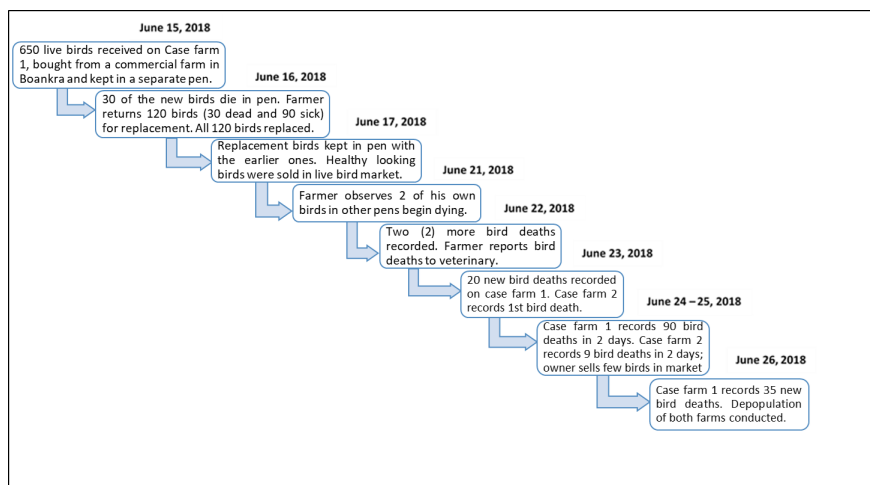 June 15, 2018
650 live birds received on Case farm
1, bought from a commercial farm in
Boankra and kept in a separate pen.
June 16, 2018
30 of the new birds die in pen. Farmer
returns 120 birds (30 dead and 90 sick)
for replacement. All 120 birds replaced.
June 17, 2018
Replacement birds kept in pen with
the earlier ones. Healthy looking
birds were sold in live bird market.
June 21, 2018
Farmer observes 2 of his own
birds in other pens begin dying.
June 22, 2018
Two (2) more bird deaths
recorded. Farmer reports bird
deaths to veterinary.
June 23, 2018
20 new bird deaths recorded
on case farm 1. Case farm 2
records 1st bird death.
June 24 – 25, 2018
Case farm 1 records 90 bird
deaths in 2 days. Case farm 2
records 9 bird deaths in 2 days;
owner sells few birds in market
June 26, 2018
Case farm 1 records 35 new
bird deaths. Depopulation
of both farms conducted.